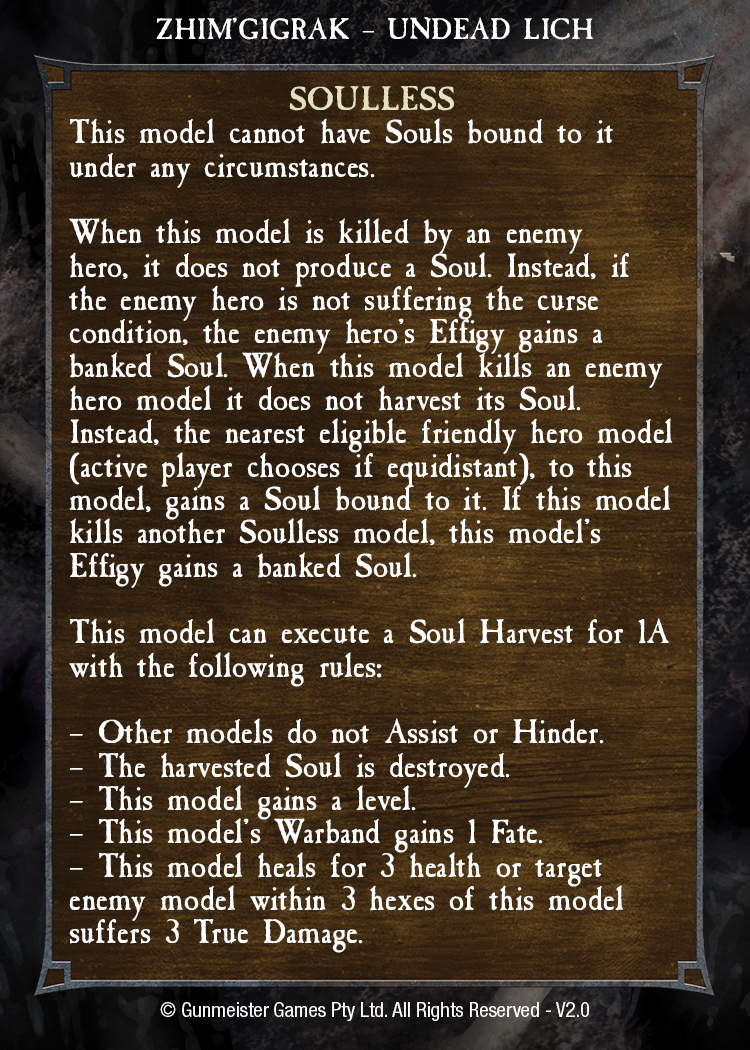 ZHIM'GIGRAK – UNDEAD LICH
SOULLESS
This model cannot have Souls bound to it
under any circumstances.
When this model is killed by an enemy
hero, it does not produce a Soul. Instead, if
the enemy hero is not suffering the curse
condition, the enemy hero's Effigy gains a
banked Soul. When this model kills an enemy
hero model it does not harvest its Soul.
Instead, the nearest eligible friendly hero model
(active player chooses if equidistant), to this
model, gains a Soul bound to it. If this model
kills another Soulless model, this model's
Effigy gains a banked Soul.
This model can execute a Soul Harvest for 1A
with the following rules:
– Other models do not Assist or Hinder.
– The harvested Soul is destroyed.
– This model gains a level.
– This model's Warband gains 1 Fate.
– This model heals for 3 health or target
enemy model within 3 hexes of this model
suffers 3 True Damage.
© Gunmeister Games Pty Ltd. All Rights Reserved - V2.0